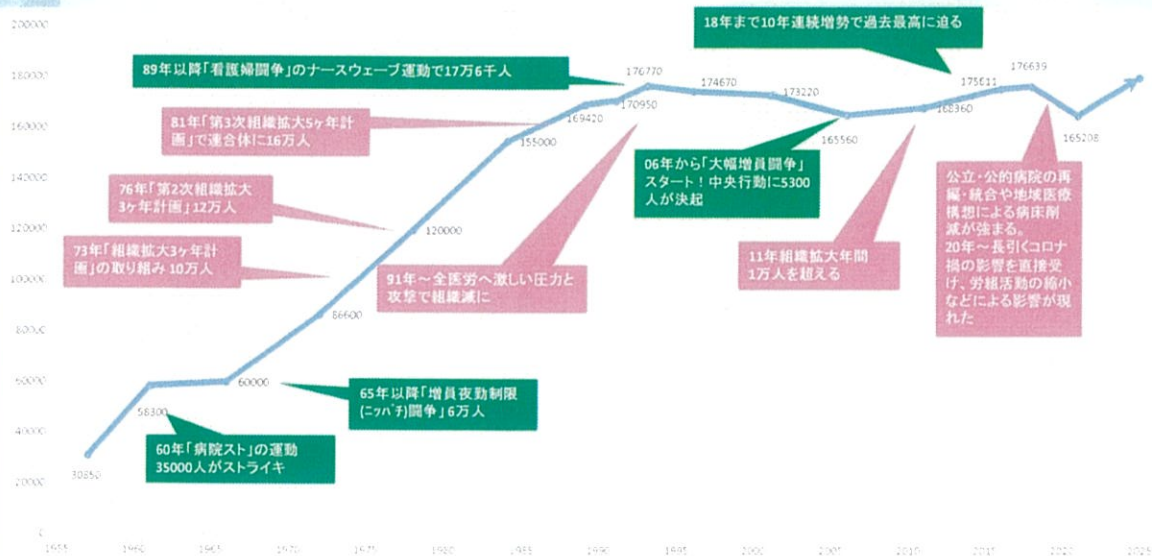 200000
180000
160000
140000
120000
100000
80000
60000
40000
20000
0
18年まで10年連続増勢で過去最高に迫る
89年以降「看護婦闘争」のナースウェーブ運動で17万6千人
81年「第3次組織拡大5ヶ年計
画」で連合体に16万人
76年「第2次組織拡大
3ヶ年計画」12万人
73年「組織拡大3ヶ年計
画」の取り組み 10万人
91年～全医労へ激しい圧力と
攻撃で組織減に
06年から「大幅増員闘争」
スタート！中央行動に5300
人が決起
11年組織拡大年間
1万人を超える
公立・公的病院の再
編・統合や地域医療
構想による病床削
減が強まる。
20年～長引くコロナ
禍の影響を直接受
け、労組活動の縮小
などによる影響が現
れた
65年以降「増員夜勤制限
(ニッパチ)闘争」6万人
60年「病院スト」の運動
35000人がストライキ
30850
58300
60000
86600
120000
155000
169420
170950
176770
174670
173220
165560
168360
175811
176639
165208
1955
1960
1965
1970
1975
1980
1985
1990
1995
2000
2005
2010
2015
2020
2025